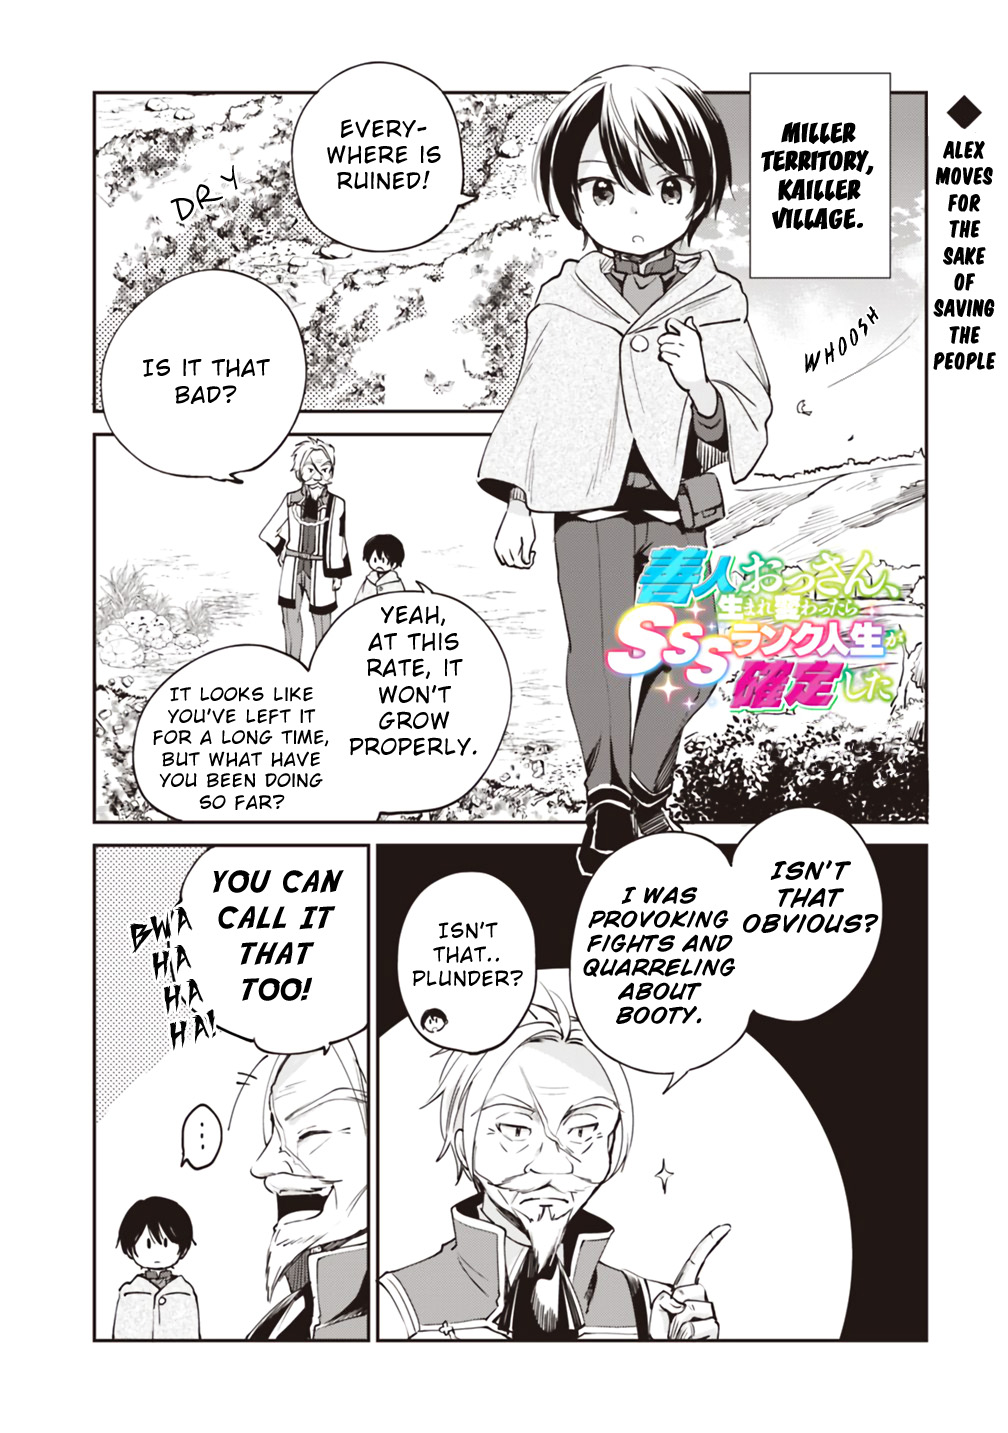 ◆
ALEX
MOVES
FOR
THE
SAKE
OF
SAVING
THE
PEOPLE
MILLER
TERRITORY,
KAILLER
VILLAGE.
EVERY-
WHERE IS
RUINED!
DRY
WHOOSH
IS IT THAT
BAD?
YEAH,
AT THIS
RATE, IT
WON'T
GROW
PROPERLY.
IT LOOKS LIKE
YOU'VE LEFT IT
FOR A LONG TIME,
BUT WHAT HAVE
YOU BEEN DOING
SO FAR?
善人おっさん、
生まれ変わったら
SSSランク人生が
確定した
ISN'T
THAT
OBVIOUS?
I WAS
PROVOKING
FIGHTS AND
QUARRELING
ABOUT
BOOTY.
ISN'T
THAT..
PLUNDER?
YOU CAN
CALL IT
THAT
TOO!
BWA
HA
HA
HA!
...